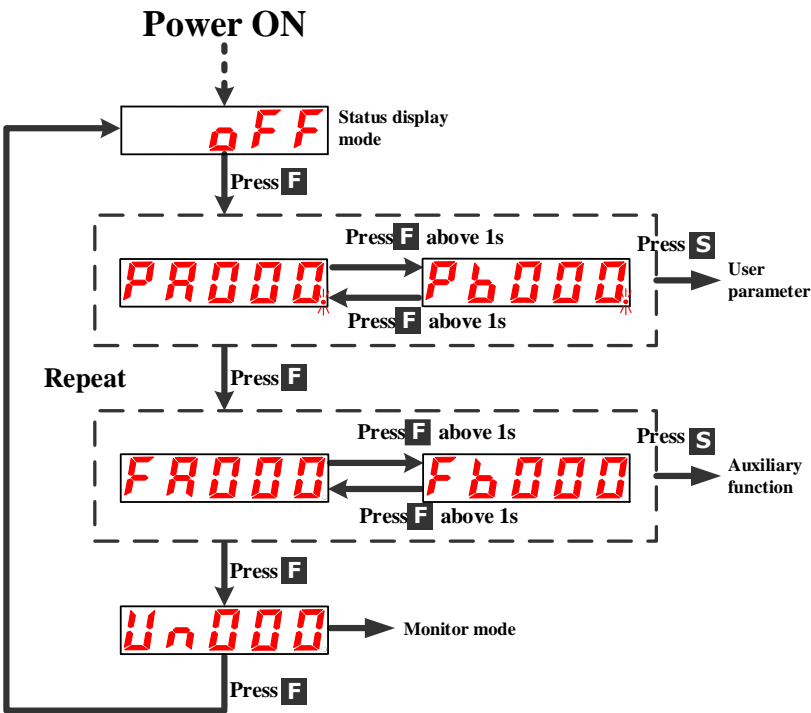 Power ON
oFF
Status display
mode
Press F
Press F above 1s
Press S
PA000.
Pb000.
User
parameter
Press F above 1s
Repeat
Press F
Press F above 1s
Press S
FA000
Fb000
Auxiliary
function
Press F above 1s
Press F
Un000
Monitor mode
Press F